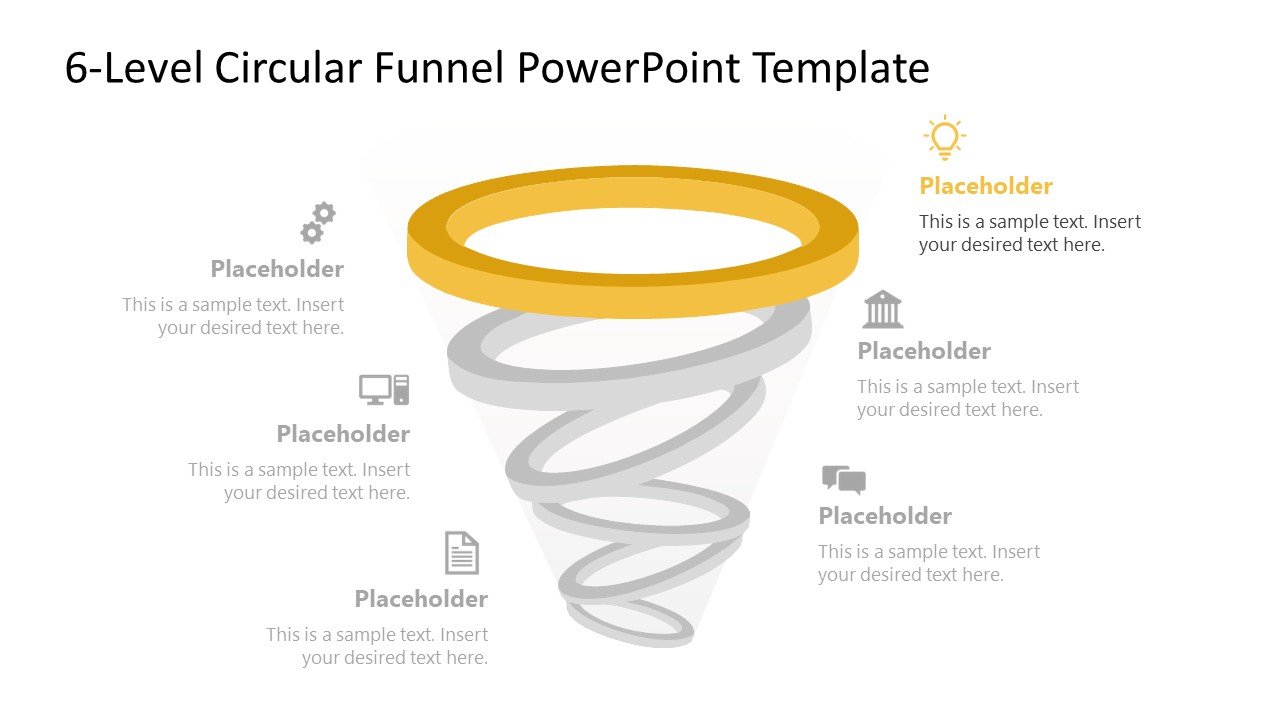 6-Level Circular Funnel PowerPoint Template
Placeholder
This is a sample text. Insert
your desired text here.
Placeholder
This is a sample text. Insert
your desired text here.
Placeholder
This is a sample text. Insert
your desired text here.
Placeholder
This is a sample text. Insert
your desired text here.
Placeholder
This is a sample text. Insert
your desired text here.
Placeholder
This is a sample text. Insert
your desired text here.